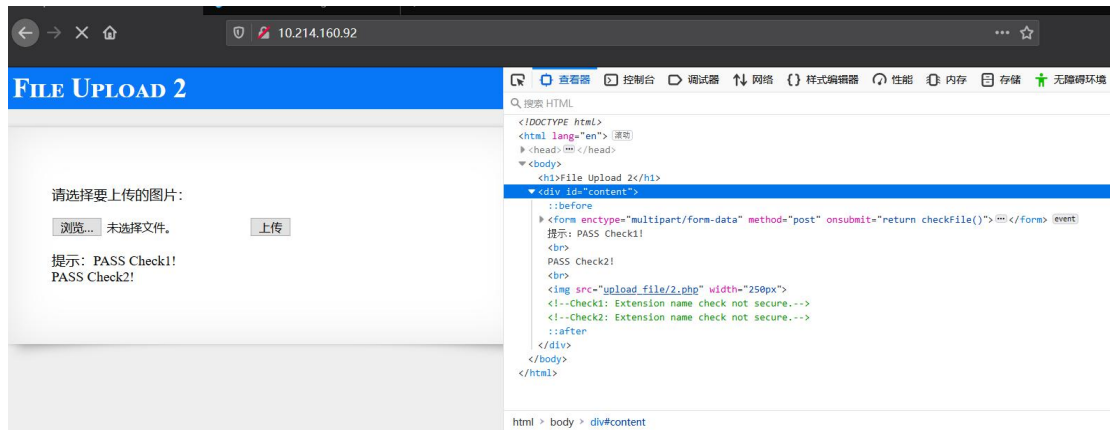 10.214.160.92
FILE UPLOAD 2
请选择要上传的图片：
浏览... 未选择文件。 上传
提示：PASS Check1!
PASS Check2!
查看器 控制台 调试器 网络 {} 样式编辑器 性能 内存 存储 无障碍环境
搜索 HTML
<!DOCTYPE html>
<html lang="en"> 滚动
<head> ⋯ </head>
<body>
<h1>File Upload 2</h1>
<div id="content">
::before
<form enctype="multipart/form-data" method="post" onsubmit="return checkFile()"> ⋯ </form> event
提示：PASS Check1!
<br>
PASS Check2!
<br>
<img src="upload_file/2.php" width="250px">
<!--Check1: Extension name check not secure.-->
<!--Check2: Extension name check not secure.-->
::after
</div>
</body>
</html>
html > body > div#content